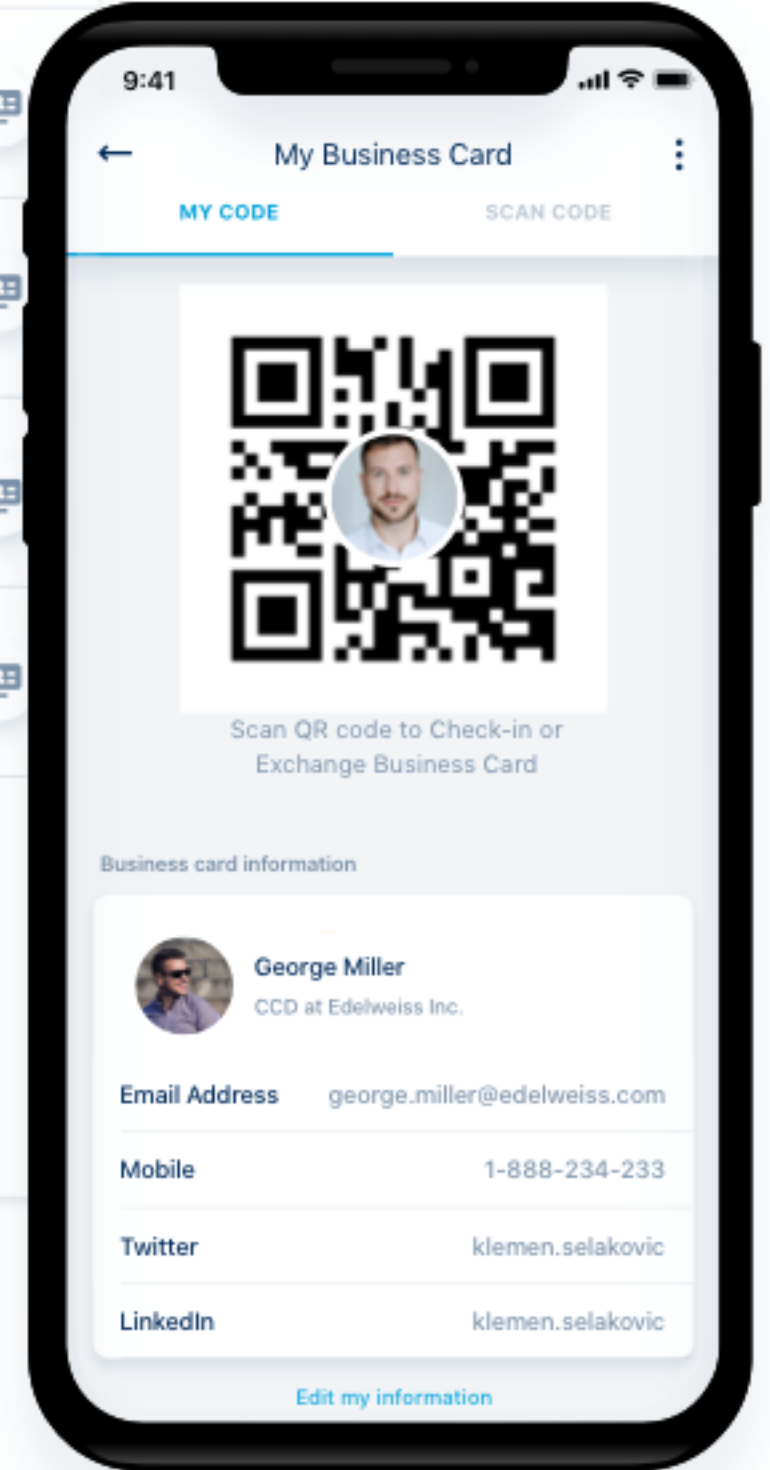 9:41
My Business Card
MY CODE
SCAN CODE
Scan QR code to Check-in or
Exchange Business Card
Business card information
George Miller
CCD at Edelweiss Inc.
Email Address george.miller@edelweiss.com
Mobile 1-888-234-233
Twitter klemen.selakovic
LinkedIn klemen.selakovic
Edit my information